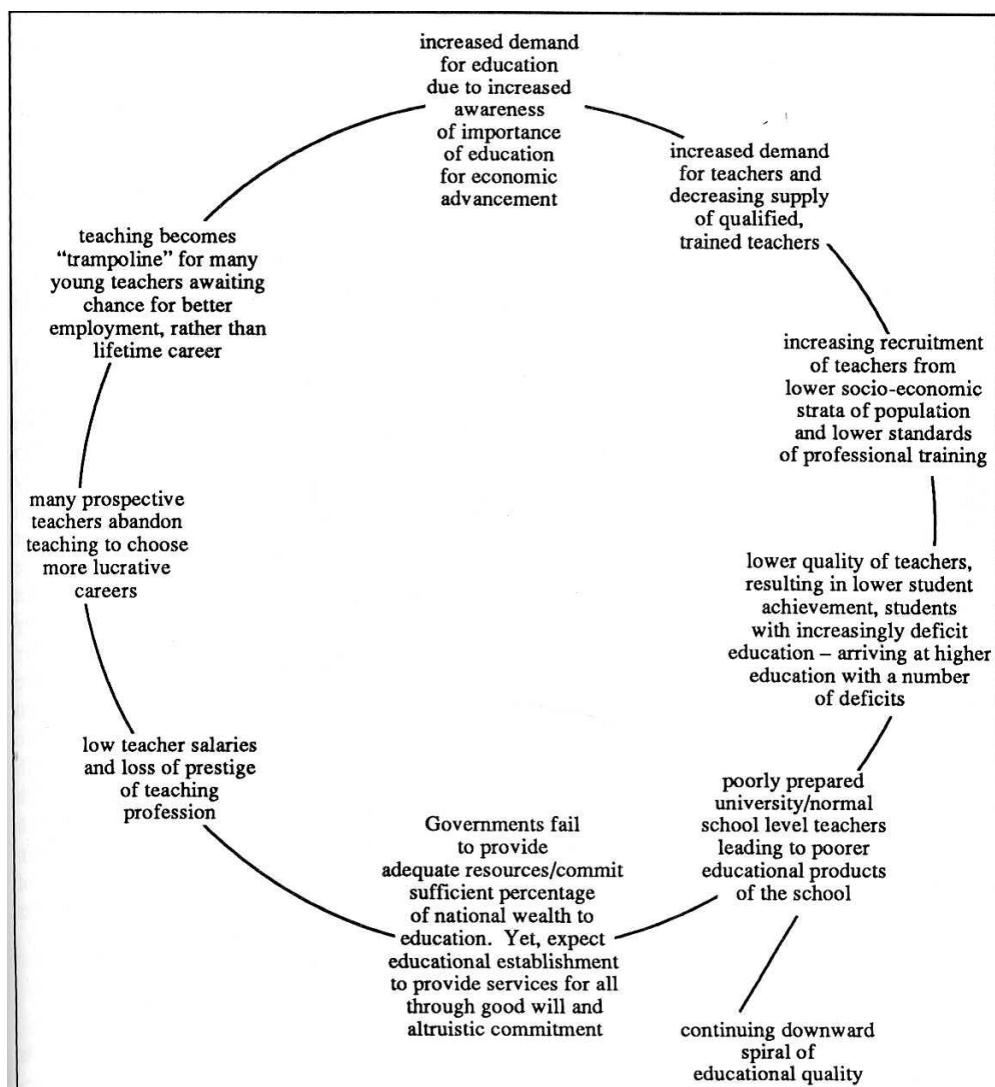 increased demand
for education
due to increased
awareness
of importance
of education
for economic
advancement
increased demand
for teachers and
decreasing supply
of qualified,
trained teachers
increasing recruitment
of teachers from
lower socio-economic
strata of population
and lower standards
of professional training
lower quality of teachers,
resulting in lower student
achievement, students
with increasingly deficit
education – arriving at higher
education with a number
of deficits
poorly prepared
university/normal
school level teachers
leading to poorer
educational products
of the school
continuing downward
spiral of
educational quality
Governments fail
to provide
adequate resources/commit
sufficient percentage
of national wealth to
education. Yet, expect
educational establishment
to provide services for all
through good will and
altruistic commitment
low teacher salaries
and loss of prestige
of teaching
profession
many prospective
teachers abandon
teaching to choose
more lucrative
careers
teaching becomes
“trampoline” for many
young teachers awaiting
chance for better
employment, rather than
lifetime career